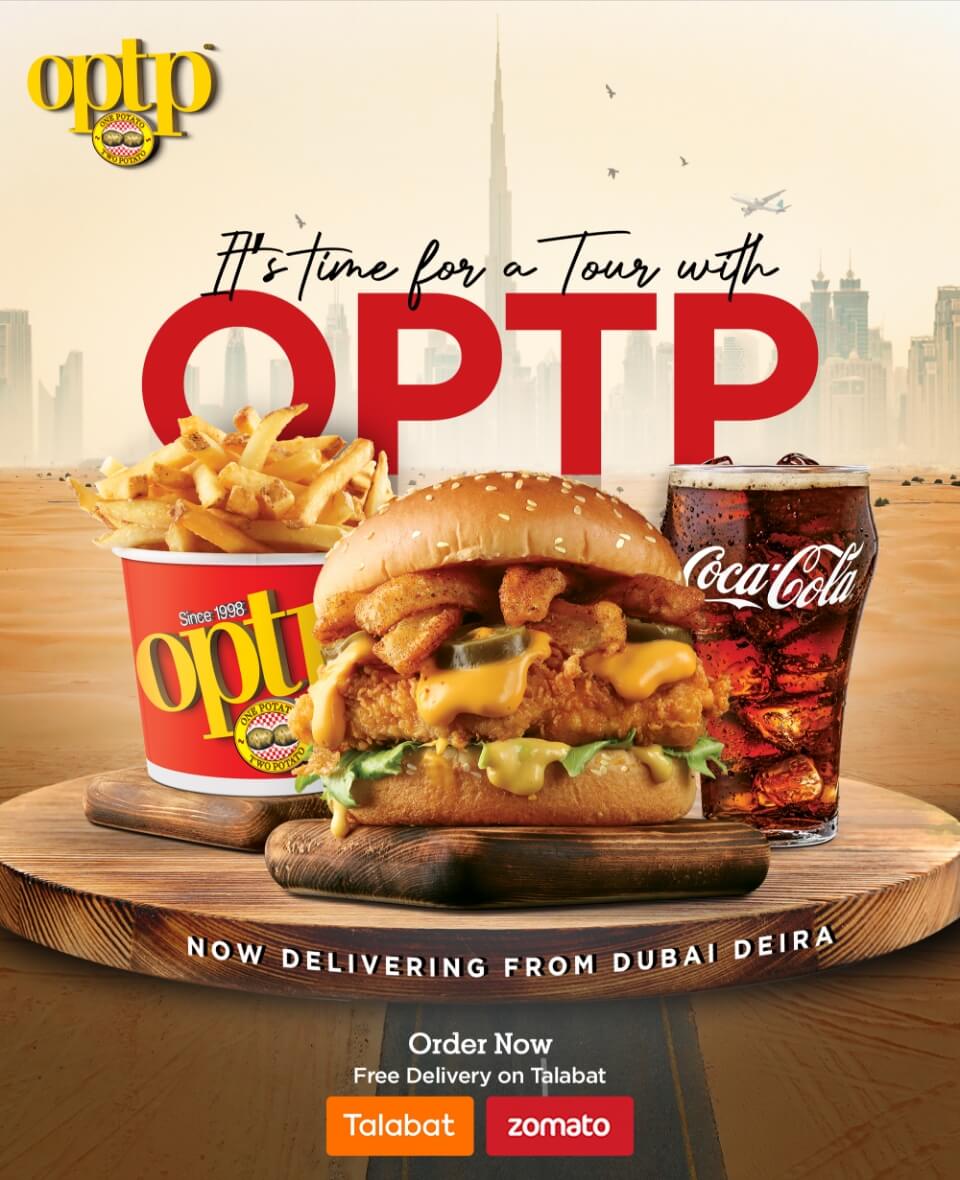 optp
ONE POTATO
TWO POTATO
It's time for a Tour with
OPTP
Since 1998
optp
ONE POTATO
TWO POTATO
Coca-Cola
NOW DELIVERING FROM DUBAI DEIRA
Order Now
Free Delivery on Talabat
Talabat
zomato